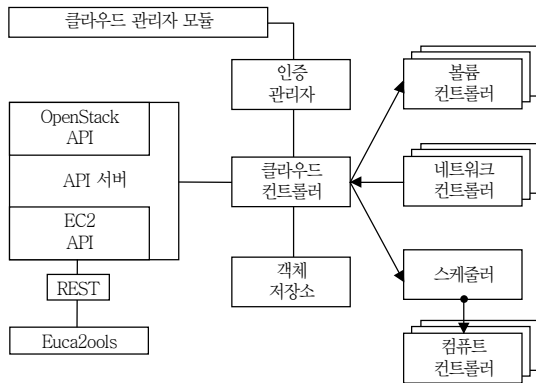 클라우드 관리자 모듈
인증
관리자
볼륨
컨트롤러
OpenStack
API
API 서버
EC2
API
클라우드
컨트롤러
네트워크
컨트롤러
객체
저장소
스케줄러
REST
Euca2ools
컴퓨트
컨트롤러